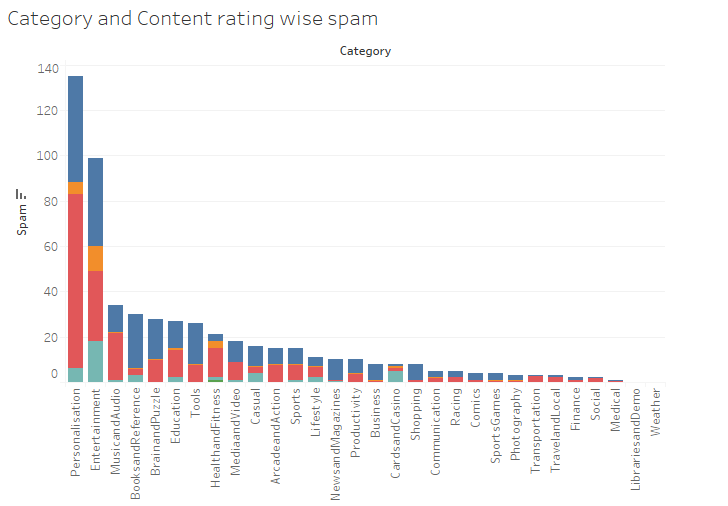 Category and Content rating wise spam
Category
140
120
100
80
60
40
20
0
Spam
Personalisation
Entertainment
MusicandAudio
BooksandReference
BrainandPuzzle
Education
Tools
HealthandFitness
MediaandVideo
Casual
ArcadeandAction
Sports
Lifestyle
NewsandMagazines
Productivity
Business
CardsandCasino
Shopping
Communication
Racing
Comics
SportsGames
Photography
Transportation
TravelandLocal
Finance
Social
Medical
LibrariesandDemo
Weather